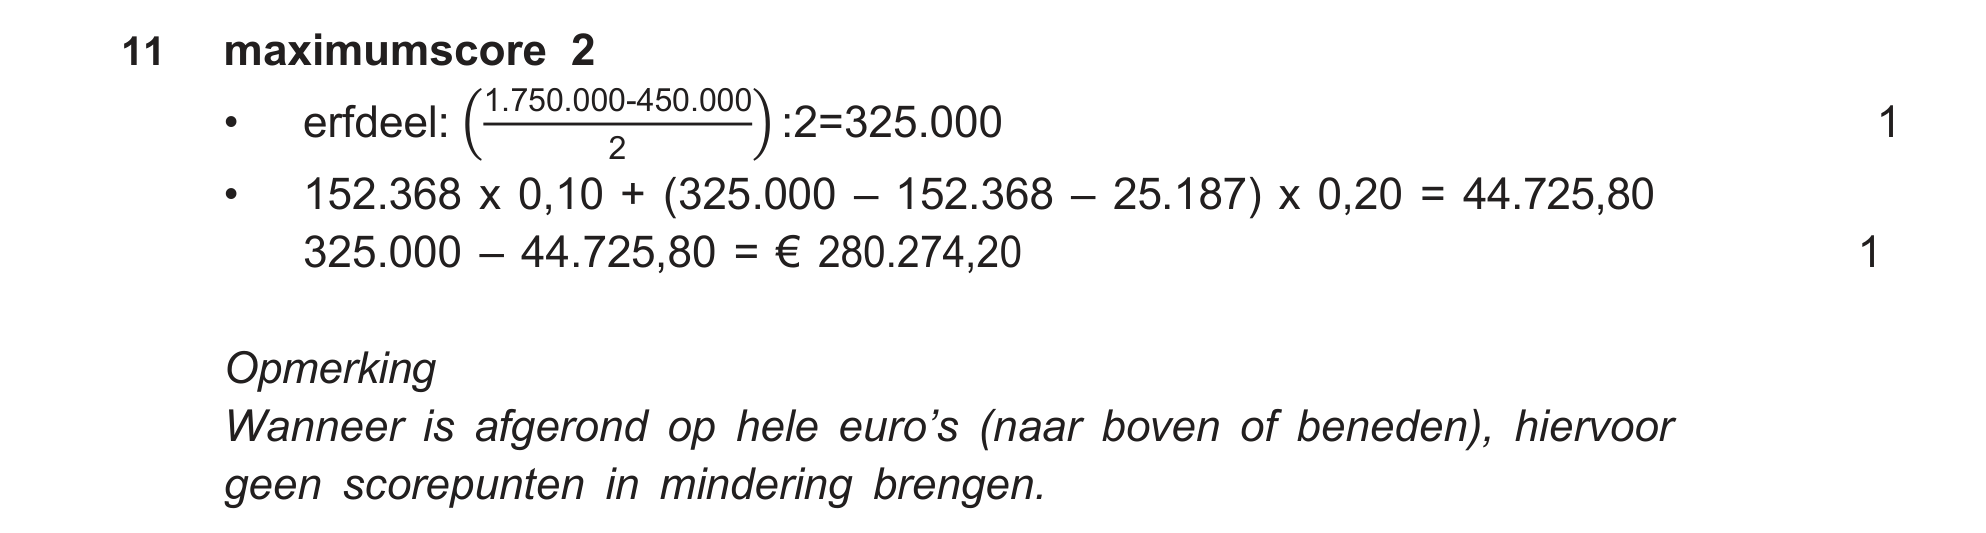 11 maximumscore 2
• erfdeel: (1.750.000-450.000 / 2) :2=325.000 1
• 152.368 x 0,10 + (325.000 – 152.368 – 25.187) x 0,20 = 44.725,80
325.000 – 44.725,80 = € 280.274,20 1
Opmerking
Wanneer is afgerond op hele euro’s (naar boven of beneden), hiervoor
geen scorepunten in mindering brengen.